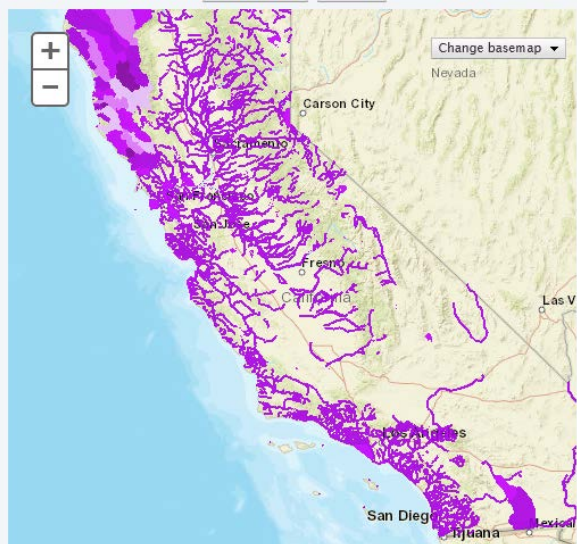 +
−
Change basemap
Nevada
Carson City
Sacramento
San Francisco
San Jose
Fresno
California
Las V
Los Angeles
San Diego
Tijuana
Mexical